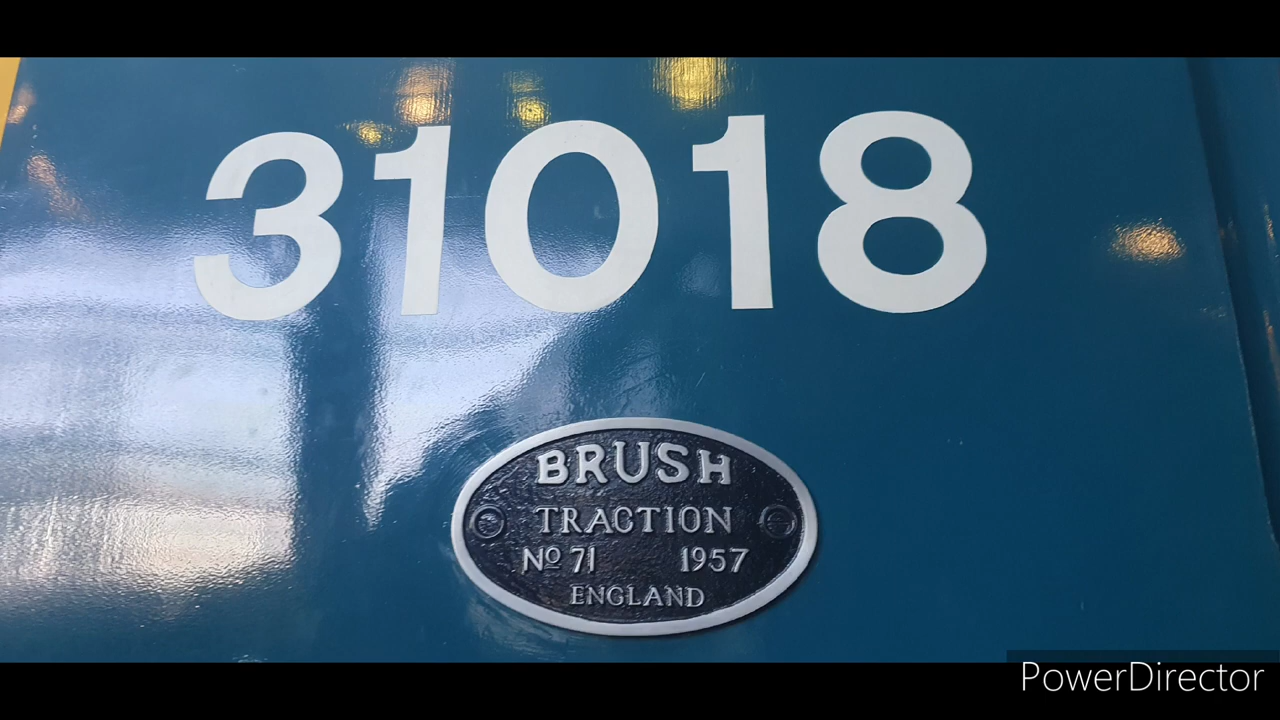 31018
BRUSH
TRACTION
Nº 71 1957
ENGLAND
PowerDirector